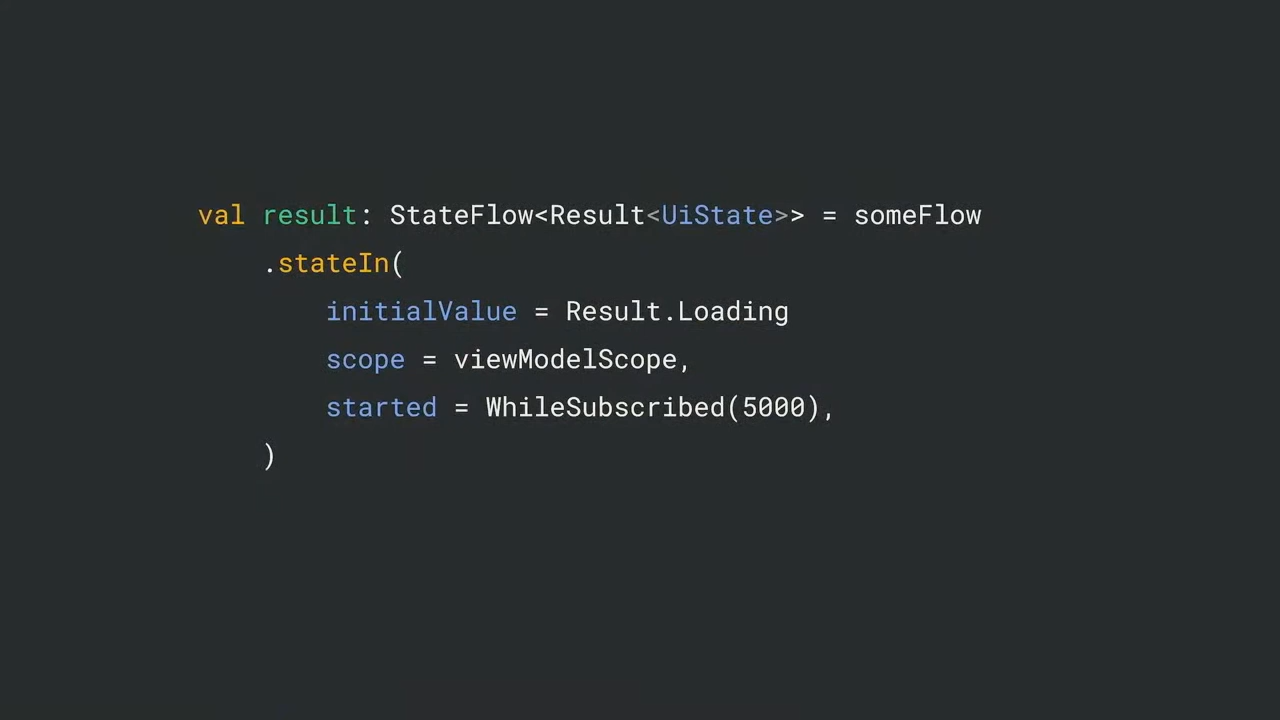 val result: StateFlow<Result<UiState>> = someFlow
    .stateIn(
        initialValue = Result.Loading
        scope = viewModelScope,
        started = WhileSubscribed(5000),
    )